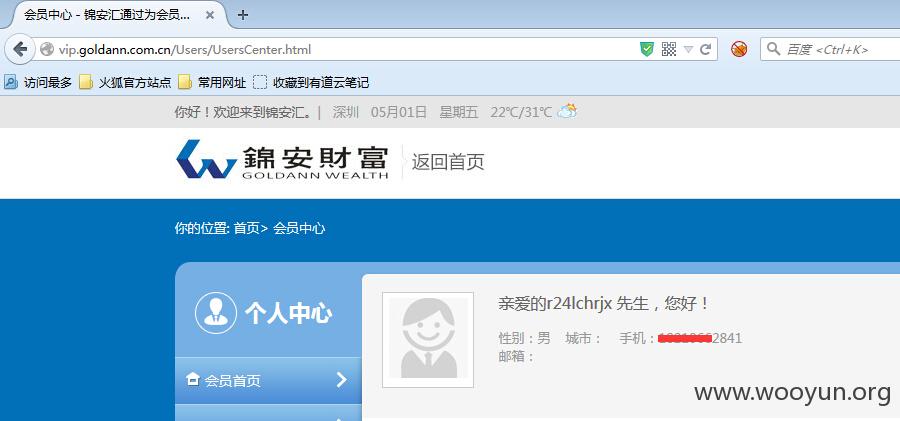 会员中心 - 锦安汇通过为会员...
vip.goldann.com.cn/Users/UsersCenter.html
百度 <Ctrl+K>
访问最多 火狐官方站点 常用网址 收藏到有道云笔记
你好！欢迎来到锦安汇。| 深圳 05月01日 星期五 22℃/31℃
錦安財富
GOLDANN WEALTH
返回首页
你的位置: 首页> 会员中心
个人中心
会员首页
亲爱的r24lchrjx 先生，您好！
性别：男 城市： 手机：2841
邮箱：
www.wooyun.org